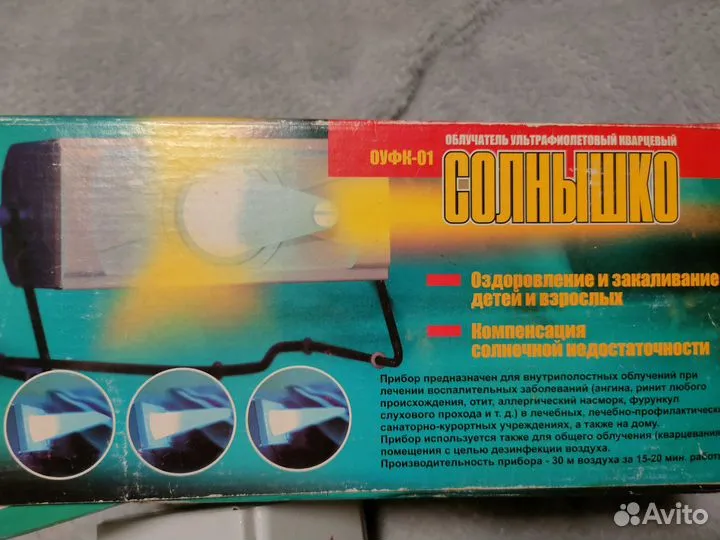 ОБЛУЧАТЕЛЬ УЛЬТРАФИОЛЕТОВЫЙ КВАРЦЕВЫЙ
ОУФК-01
СОЛНЫШКО
Оздоровление и закаливание
детей и взрослых
Компенсация
солнечной недостаточности
Прибор предназначен для внутриполостных облучений при
лечении воспалительных заболеваний (ангина, ринит любого
происхождения, отит, аллергический насморк, фурункул
слухового прохода и т. д.) в лечебных, лечебно-профилактическ
санаторно-курортных учреждениях, а также на дому.
Прибор используется также для общего облучения (кварцевани
помещения с целью дезинфекции воздуха.
Производительность прибора - 30 м воздуха за 15-20 мин. работ
Avito